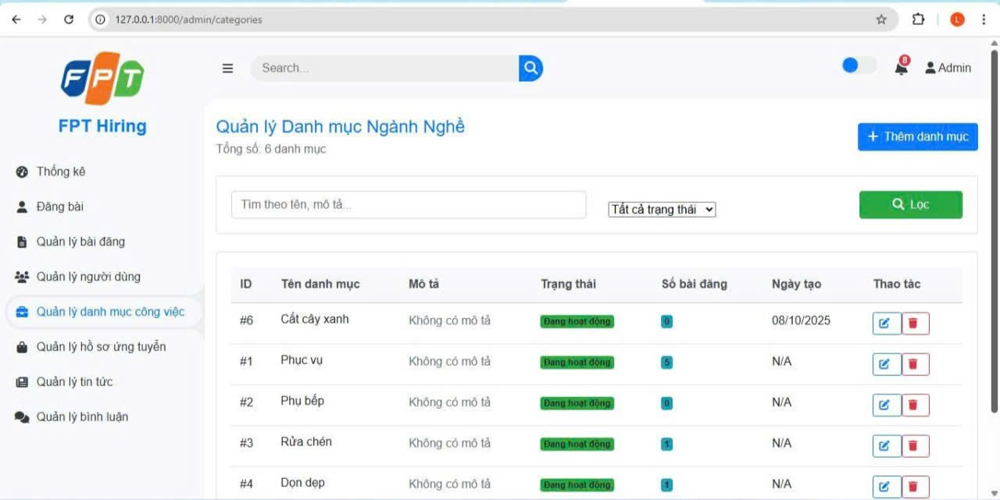 127.0.0.1:8000/admin/categories
L
FPT
FPT Hiring
Search...
8
Admin
Thống kê
Đăng bài
Quản lý bài đăng
Quản lý người dùng
Quản lý danh mục công việc
Quản lý hồ sơ ứng tuyển
Quản lý tin tức
Quản lý bình luận
Quản lý Danh mục Ngành Nghề
Tổng số: 6 danh mục
+ Thêm danh mục
Tìm theo tên, mô tả...
Tất cả trạng thái
Lọc
ID Tên danh mục Mô tả Trạng thái Số bài đăng Ngày tạo Thao tác
#6 Cắt cây xanh Không có mô tả Đang hoạt động 0 08/10/2025
#1 Phục vụ Không có mô tả Đang hoạt động 5 N/A
#2 Phụ bếp Không có mô tả Đang hoạt động 0 N/A
#3 Rửa chén Không có mô tả Đang hoạt động 1 N/A
#4 Dọn dẹp Không có mô tả Đang hoạt động 1 N/A